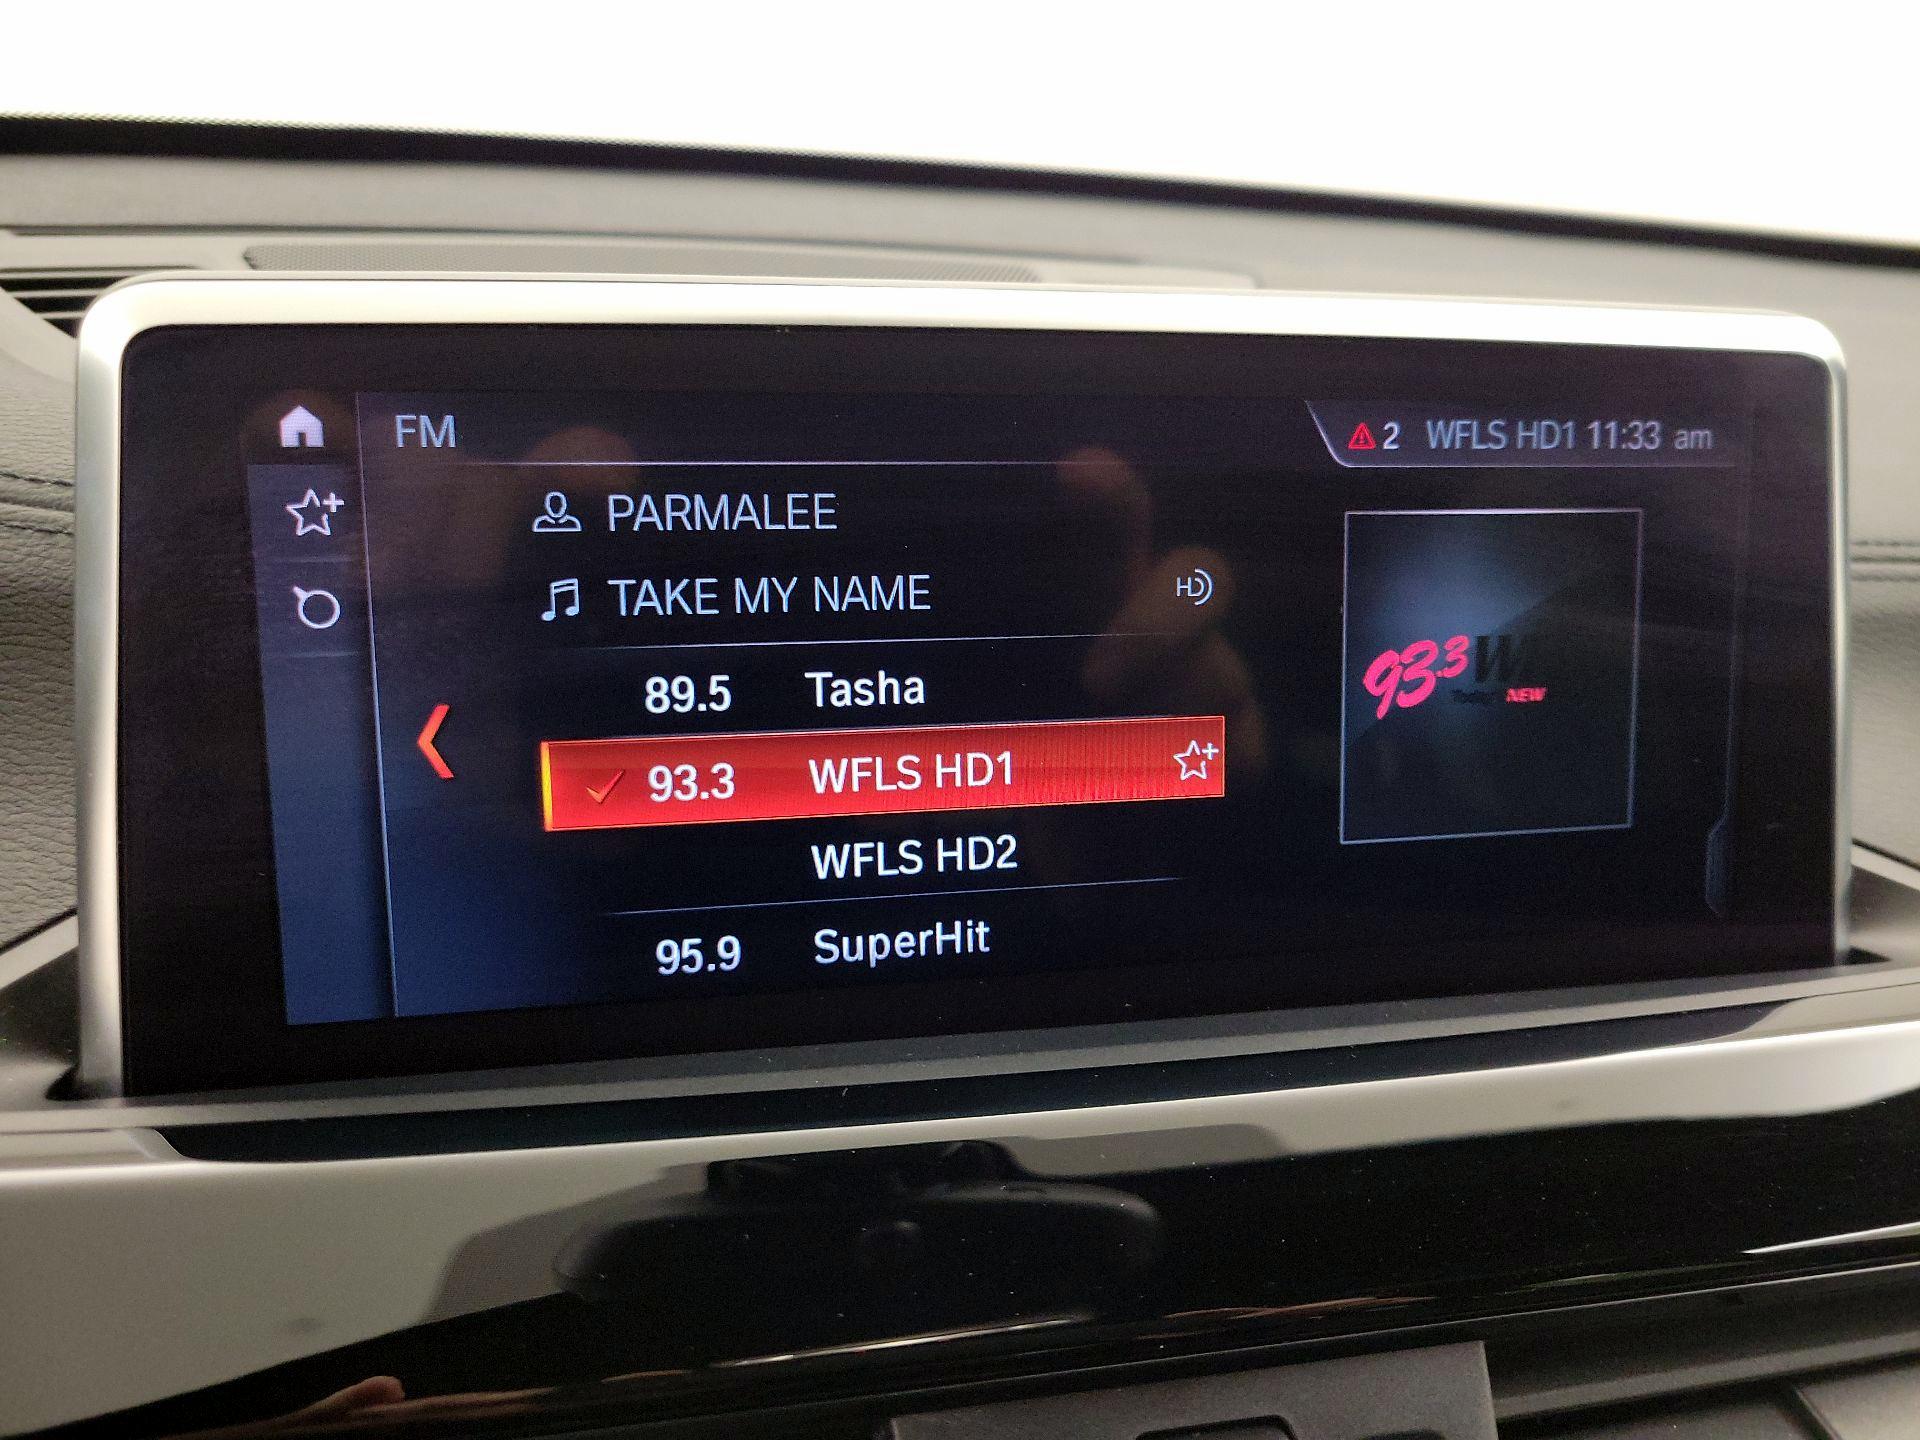 FM
2 WFLS HD1 11:33 am
PARMALEE
TAKE MY NAME HD
89.5 Tasha
93.3 WFLS HD1
WFLS HD2
95.9 SuperHit
93.3 W
NEW